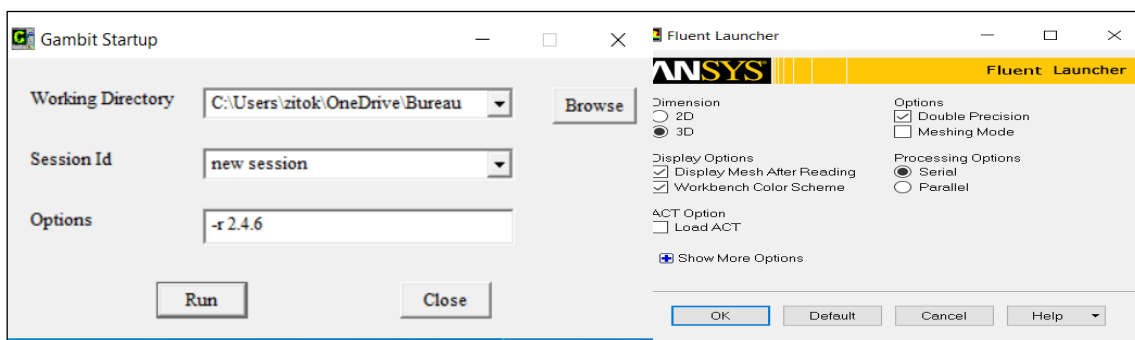 Gambit Startup
Working Directory
C:\Users\zitok\OneDrive\Bureau
Browse
Session Id
new session
Options
-r 2.4.6
Run
Close
Fluent Launcher
ANSYS
Fluent Launcher
Dimension
2D
3D
Options
Double Precision
Meshing Mode
Display Options
Display Mesh After Reading
Workbench Color Scheme
Processing Options
Serial
Parallel
ACT Option
Load ACT
Show More Options
OK
Default
Cancel
Help